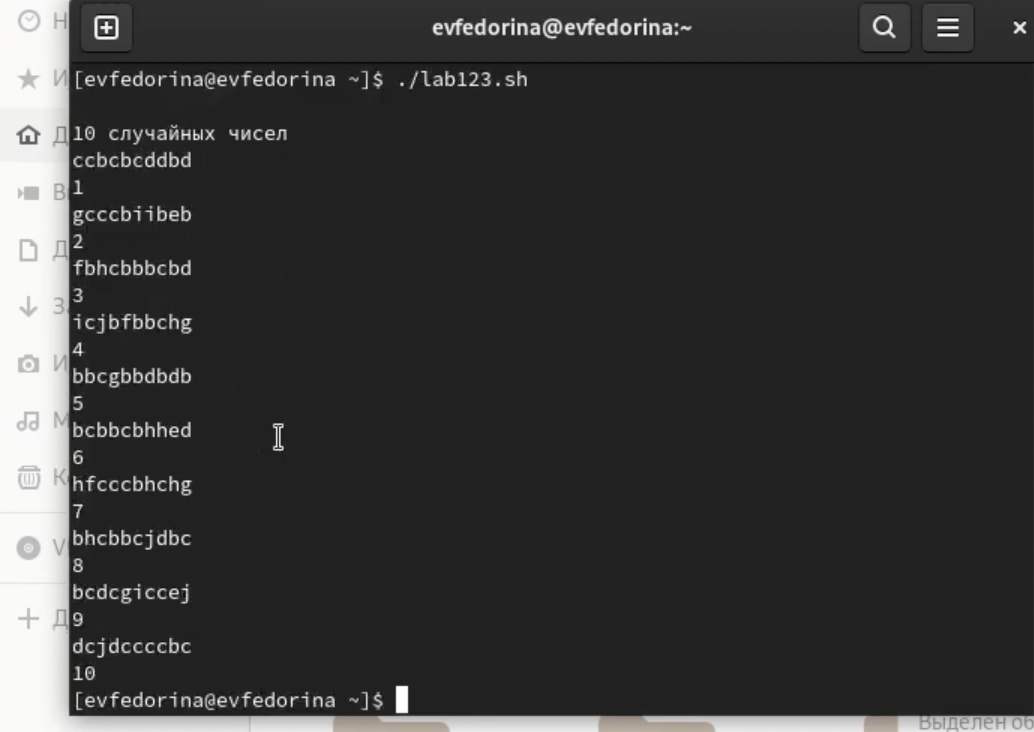 evfedorina@evfedorina:~
[evfedorina@evfedorina ~]$ ./lab123.sh
10 случайных чисел
ccbcbcddbd
1
gcccbiibeb
2
fbhcbbbcbd
3
icjbfbbchg
4
bbcgbbdbdb
5
bcbbcbhhed
6
hfcccbhchg
7
bhcbbcjdbc
8
bcdcgiccej
9
dcjdccccbc
10
[evfedorina@evfedorina ~]$
Выделен об